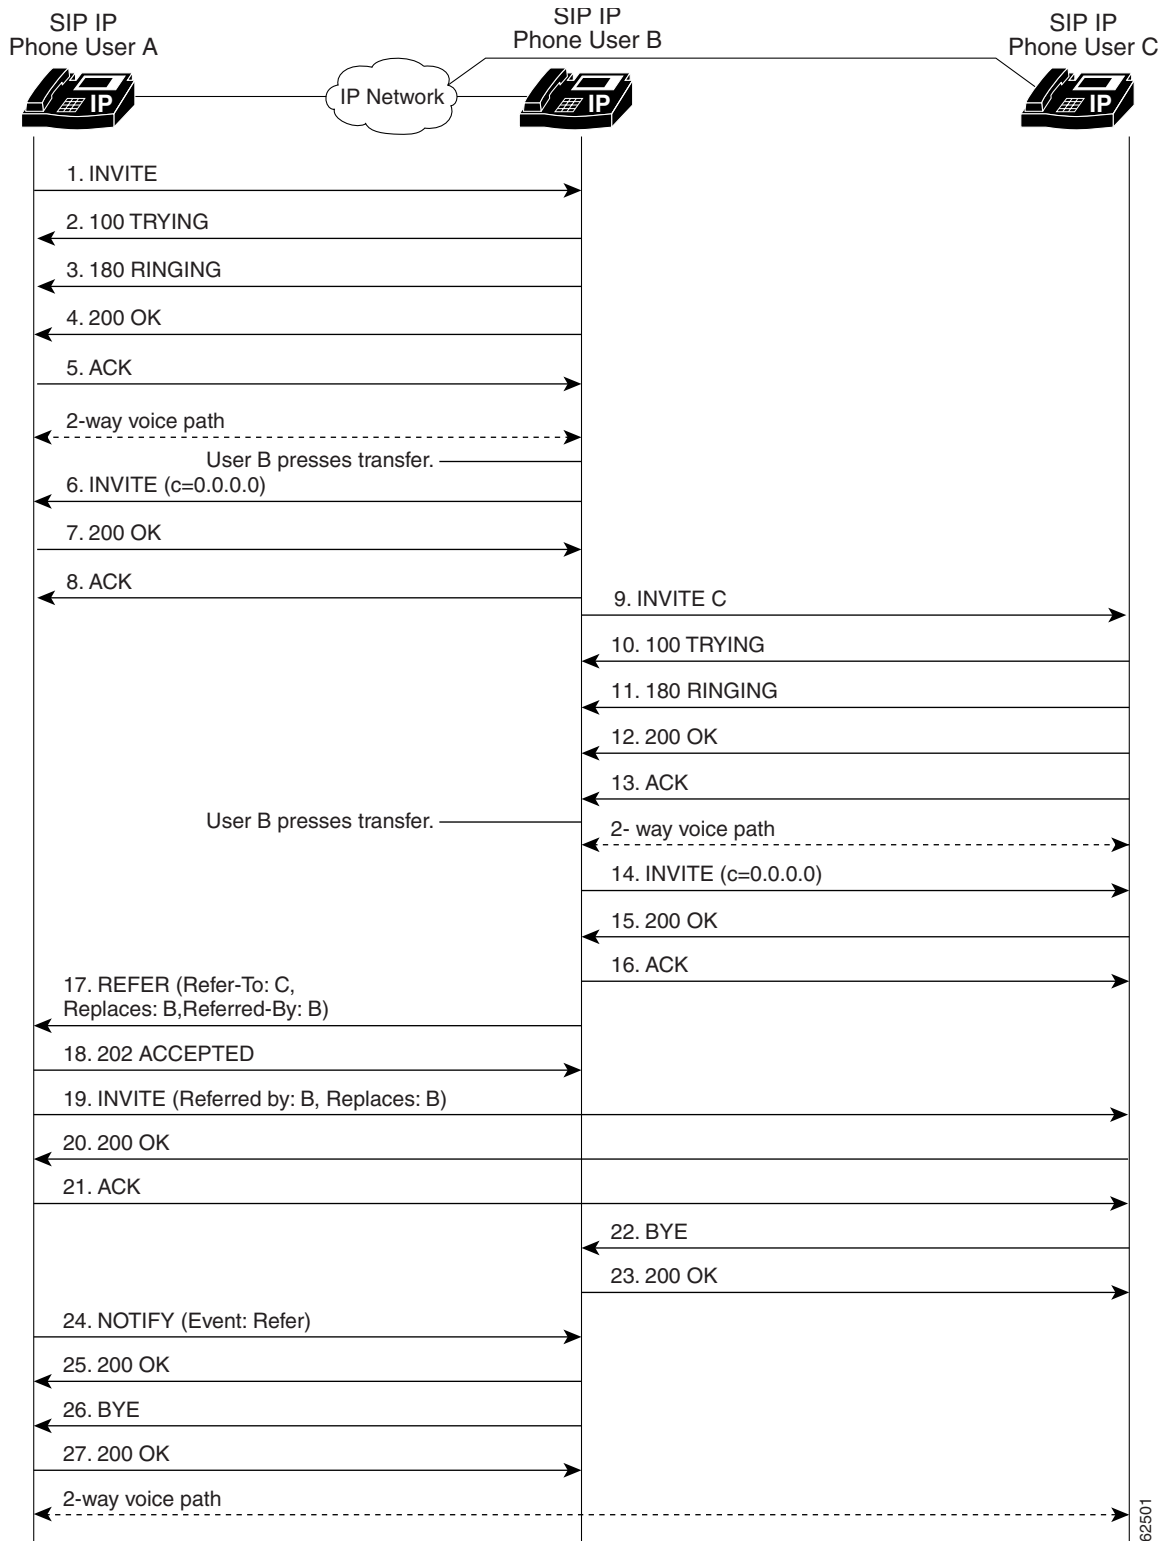 SIP IP
Phone User A
SIP IP
Phone User B
SIP IP
Phone User C
IP
IP Network
IP
IP
1. INVITE
2. 100 TRYING
3. 180 RINGING
4. 200 OK
5. ACK
2-way voice path
User B presses transfer.
6. INVITE (c=0.0.0.0)
7. 200 OK
8. ACK
9. INVITE C
10. 100 TRYING
11. 180 RINGING
12. 200 OK
13. ACK
User B presses transfer.
2- way voice path
14. INVITE (c=0.0.0.0)
15. 200 OK
16. ACK
17. REFER (Refer-To: C,
Replaces: B,Referred-By: B)
18. 202 ACCEPTED
19. INVITE (Referred by: B, Replaces: B)
20. 200 OK
21. ACK
22. BYE
23. 200 OK
24. NOTIFY (Event: Refer)
25. 200 OK
26. BYE
27. 200 OK
2-way voice path
62501